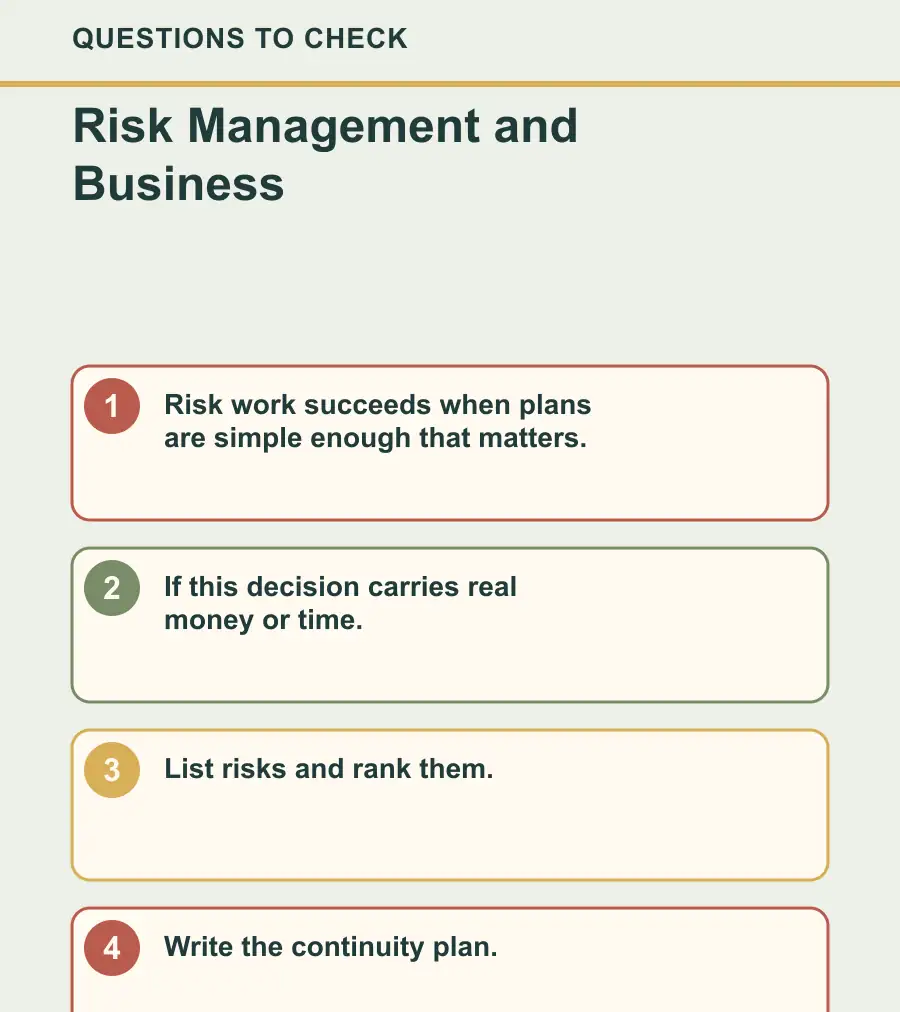 QUESTIONS TO CHECK
Risk Management and
Business
1
Risk work succeeds when plans
are simple enough that matters.
2
If this decision carries real
money or time.
3
List risks and rank them.
4
Write the continuity plan.